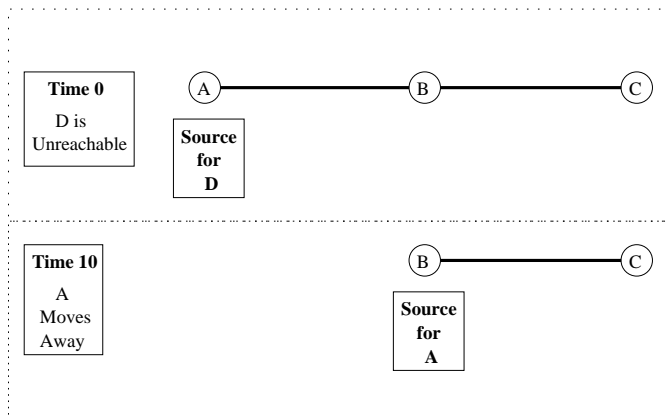 Time 0
D is
Unreachable
A
B
C
Source
for
D
Time 10
A
Moves
Away
B
C
Source
for
A